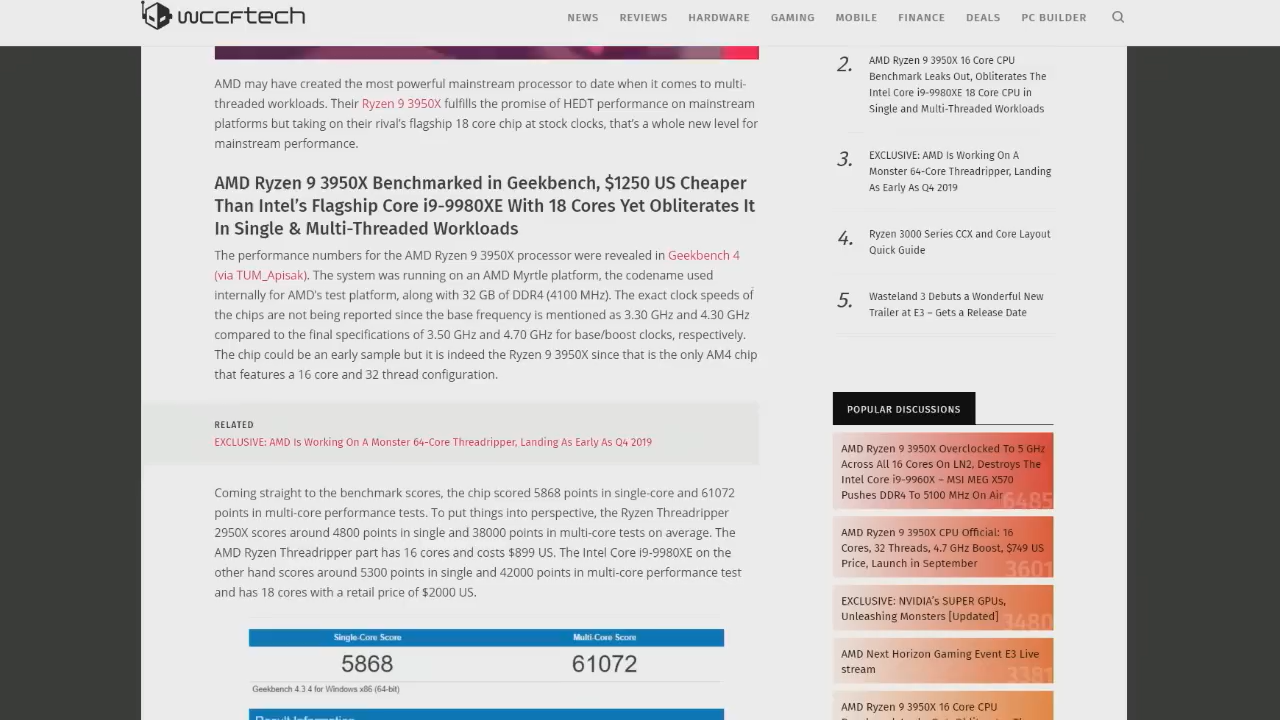 wccftech
NEWS REVIEWS HARDWARE GAMING MOBILE FINANCE DEALS PC BUILDER
AMD may have created the most powerful mainstream processor to date when it comes to multi-
threaded workloads. Their Ryzen 9 3950X fulfills the promise of HEDT performance on mainstream
platforms but taking on their rival's flagship 18 core chip at stock clocks, that's a whole new level for
mainstream performance.
AMD Ryzen 9 3950X Benchmarked in Geekbench, $1250 US Cheaper
Than Intel's Flagship Core i9-9980XE With 18 Cores Yet Obliterates It
In Single & Multi-Threaded Workloads
The performance numbers for the AMD Ryzen 9 3950X processor were revealed in Geekbench 4
(via TUM_Apisak). The system was running on an AMD Myrtle platform, the codename used
internally for AMD's test platform, along with 32 GB of DDR4 (4100 MHz). The exact clock speeds of
the chips are not being reported since the base frequency is mentioned as 3.30 GHz and 4.30 GHz
compared to the final specifications of 3.50 GHz and 4.70 GHz for base/boost clocks, respectively.
The chip could be an early sample but it is indeed the Ryzen 9 3950X since that is the only AM4 chip
that features a 16 core and 32 thread configuration.
RELATED
EXCLUSIVE: AMD Is Working On A Monster 64-Core Threadripper, Landing As Early As Q4 2019
Coming straight to the benchmark scores, the chip scored 5868 points in single-core and 61072
points in multi-core performance tests. To put things into perspective, the Ryzen Threadripper
2950X scores around 4800 points in single and 38000 points in multi-core tests on average. The
AMD Ryzen Threadripper part has 16 cores and costs $899 US. The Intel Core i9-9980XE on the
other hand scores around 5300 points in single and 42000 points in multi-core performance test
and has 18 cores with a retail price of $2000 US.
Single-Core Score Multi-Core Score
5868 61072
Geekbench 4.3.4 for Windows x86 (64-bit)
Result Information
2. AMD Ryzen 9 3950X 16 Core CPU
Benchmark Leaks Out, Obliterates The
Intel Core i9-9980XE 18 Core CPU in
Single and Multi-Threaded Workloads
3. EXCLUSIVE: AMD Is Working On A
Monster 64-Core Threadripper, Landing
As Early As Q4 2019
4. Ryzen 3000 Series CCX and Core Layout
Quick Guide
5. Wasteland 3 Debuts a Wonderful New
Trailer at E3 – Gets a Release Date
POPULAR DISCUSSIONS
AMD Ryzen 9 3950X Overclocked To 5 GHz
Across All 16 Cores On LN2, Destroys The
Intel Core i9-9960X – MSI MEG X570
Pushes DDR4 To 5100 MHz On Air
6485
AMD Ryzen 9 3950X CPU Official: 16
Cores, 32 Threads, 4.7 GHz Boost, $749 US
Price, Launch in September
3601
EXCLUSIVE: NVIDIA's SUPER GPUs,
Unleashing Monsters [Updated]
3480
AMD Next Horizon Gaming Event E3 Live
stream
3381
AMD Ryzen 9 3950X 16 Core CPU